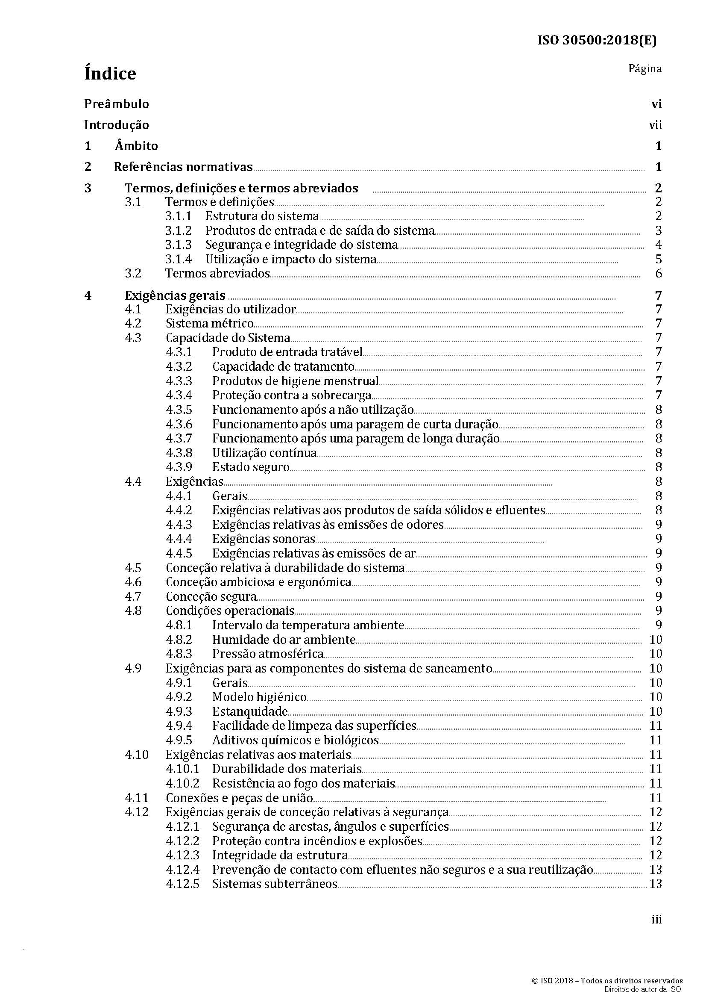 ISO 30500:2018(E)
Índice Página
Preâmbulo vi
Introdução vii
1 Âmbito 1
2 Referências normativas 1
3 Termos, definições e termos abreviados 2
3.1 Termos e definições 2
3.1.1 Estrutura do sistema 2
3.1.2 Produtos de entrada e de saída do sistema 3
3.1.3 Segurança e integridade do sistema 4
3.1.4 Utilização e impacto do sistema 5
3.2 Termos abreviados 6
4 Exigências gerais 7
4.1 Exigências do utilizador 7
4.2 Sistema métrico 7
4.3 Capacidade do Sistema 7
4.3.1 Produto de entrada tratável 7
4.3.2 Capacidade de tratamento 7
4.3.3 Produtos de higiene menstrual 7
4.3.4 Proteção contra a sobrecarga 7
4.3.5 Funcionamento após a não utilização 8
4.3.6 Funcionamento após uma paragem de curta duração 8
4.3.7 Funcionamento após uma paragem de longa duração 8
4.3.8 Utilização contínua 8
4.3.9 Estado seguro 8
4.4 Exigências 8
4.4.1 Gerais 8
4.4.2 Exigências relativas aos produtos de saída sólidos e efluentes 8
4.4.3 Exigências relativas às emissões de odores 9
4.4.4 Exigências sonoras 9
4.4.5 Exigências relativas às emissões de ar 9
4.5 Conceção relativa à durabilidade do sistema 9
4.6 Conceção ambiciosa e ergonómica 9
4.7 Conceção segura 9
4.8 Condições operacionais 9
4.8.1 Intervalo da temperatura ambiente 9
4.8.2 Humidade do ar ambiente 10
4.8.3 Pressão atmosférica 10
4.9 Exigências para as componentes do sistema de saneamento 10
4.9.1 Gerais 10
4.9.2 Modelo higiénico 10
4.9.3 Estanquidade 10
4.9.4 Facilidade de limpeza das superfícies 11
4.9.5 Aditivos químicos e biológicos 11
4.10 Exigências relativas aos materiais 11
4.10.1 Durabilidade dos materiais 11
4.10.2 Resistência ao fogo dos materiais 11
4.11 Conexões e peças de união 11
4.12 Exigências gerais de conceção relativas à segurança 12
4.12.1 Segurança de arestas, ângulos e superfícies 12
4.12.2 Proteção contra incêndios e explosões 12
4.12.3 Integridade da estrutura 12
4.12.4 Prevenção de contacto com efluentes não seguros e a sua reutilização 13
4.12.5 Sistemas subterrâneos 13
iii
© ISO 2018 – Todos os direitos reservados
Direitos de autor da ISO.